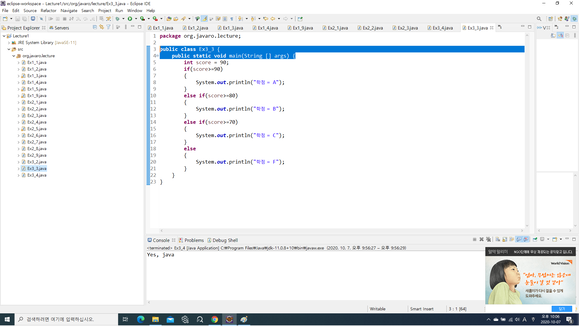 eclipse-workspace - Lecture1/src/org/javaro/lecture/Ex3_3.java - Eclipse IDE
File Edit Source Refactor Navigate Search Project Run Window Help
Project Explorer
Servers
Ex1_1.java
Ex2_1.java
Ex3_1.java
Ex1_4.java
Ex2_2.java
Ex3_2.java
Ex3_4.java
Ex3_3.java
Lecture1
JRE System Library
src
org.javaro.lecture
Ex1_1.java
Ex1_2.java
Ex1_3.java
Ex1_4.java
Ex1_9.java
Ex2_1.java
Ex2_2.java
Ex2_3.java
Ex2_4.java
Ex2_5.java
Ex2_6.java
Ex2_7.java
Ex2_8.java
Ex2_9.java
Ex3_1.java
Ex3_2.java
Ex3_3.java
Ex3_4.java
1 package org.javaro.lecture;
2
3 public class Ex3_3 {
4 public static void main(String [] args) {
5 int score = 90;
6 if(score>=90)
7 {
8 System.out.println("학점 = A");
9 }
10 else if(score>=80)
11 {
12 System.out.println("학점 = B");
13 }
14 else if(score>=70)
15 {
16 System.out.println("학점 = C");
17 }
18 else
19 {
20 System.out.println("학점 = F");
21 }
22 }
23 }
Console Problems Debug Shell
<terminated> Ex3_4 [Java Application] C:\Program Files\Java\jdk-11.0.8+10\bin\javaw.exe (2020. 10. 7. 오후 9:56:27 – 오후 9:56:29)
Yes, java
Writable
Smart Insert
3 : 1 [64]
검색하려면 여기에 입력하십시오.
오후 10:06
2020-10-07